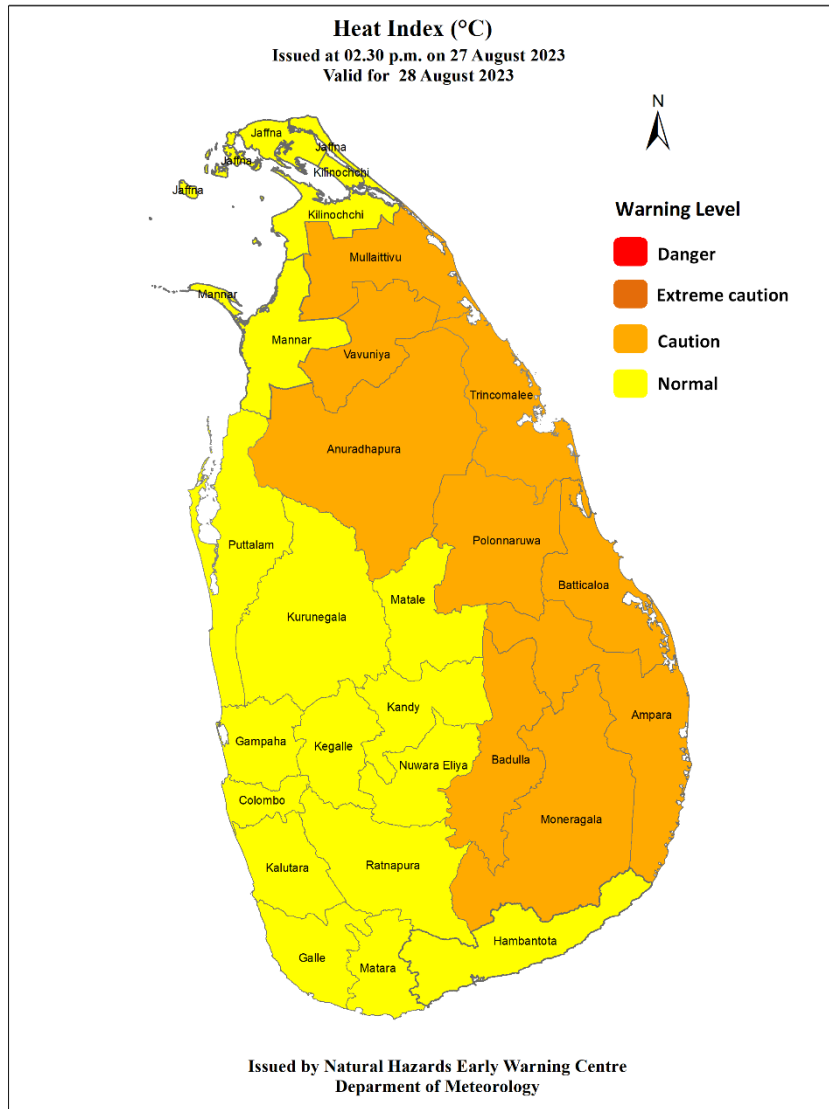 Heat Index (°C)
Issued at 02.30 p.m. on 27 August 2023
Valid for 28 August 2023
N
Jaffna
Jaffna
Jaffna
Kilinochchi
Jaffna
Kilinochchi
Mullaittivu
Mannar
Mannar
Vavuniya
Trincomalee
Anuradhapura
Polonnaruwa
Puttalam
Batticaloa
Matale
Kurunegala
Kandy
Ampara
Gampaha
Kegalle
Badulla
Nuwara Eliya
Colombo
Moneragala
Ratnapura
Kalutara
Hambantota
Galle
Matara
Warning Level
Danger
Extreme caution
Caution
Normal
Issued by Natural Hazards Early Warning Centre
Deparment of Meteorology